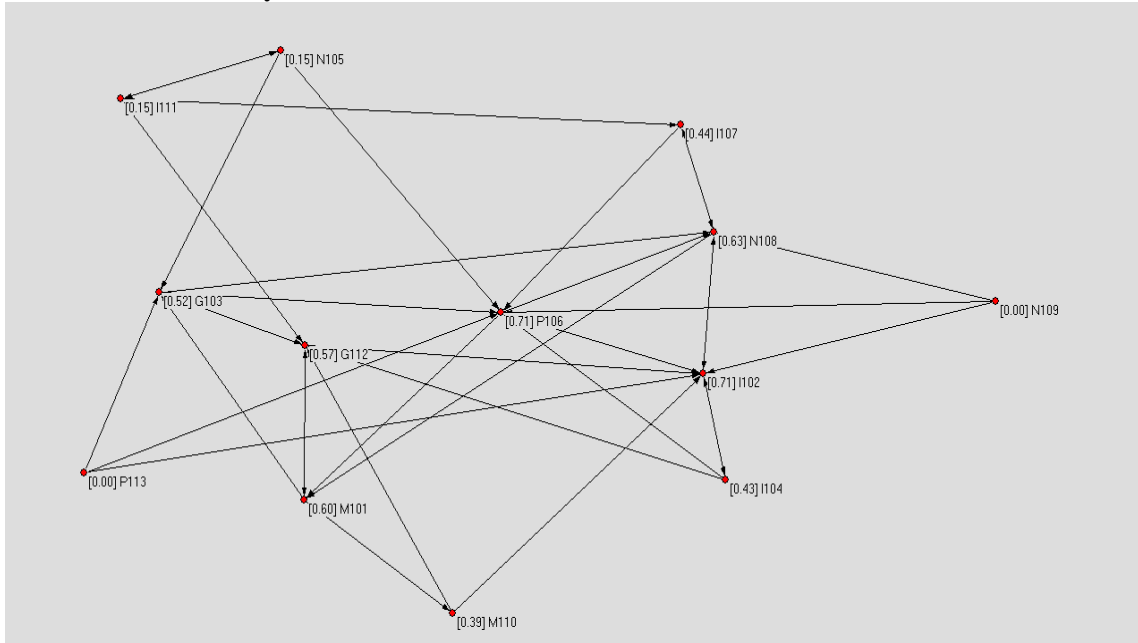 [0.15] N105
[0.15] I111
[0.44] I107
[0.63] N108
[0.52] G103
[0.00] N109
[0.71] P106
[0.57] G112
[0.71] I102
[0.00] P113
[0.43] I104
[0.60] M101
[0.39] M110